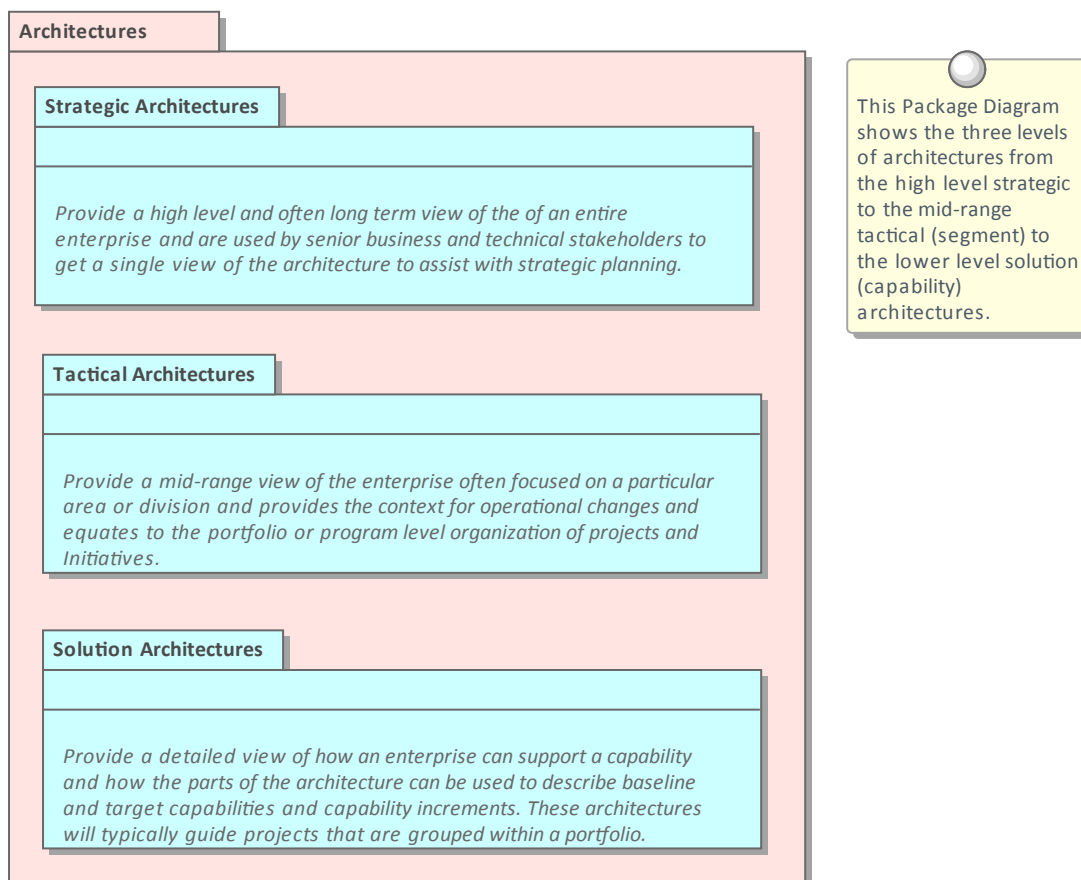 Architectures
Strategic Architectures
Provide a high level and often long term view of the of an entire
enterprise and are used by senior business and technical stakeholders to
get a single view of the architecture to assist with strategic planning.
Tactical Architectures
Provide a mid-range view of the enterprise often focused on a particular
area or division and provides the context for operational changes and
equates to the portfolio or program level organization of projects and
Initiatives.
Solution Architectures
Provide a detailed view of how an enterprise can support a capability
and how the parts of the architecture can be used to describe baseline
and target capabilities and capability increments. These architectures
will typically guide projects that are grouped within a portfolio.
This Package Diagram
shows the three levels
of architectures from
the high level strategic
to the mid-range
tactical (segment) to
the lower level solution
(capability)
architectures.